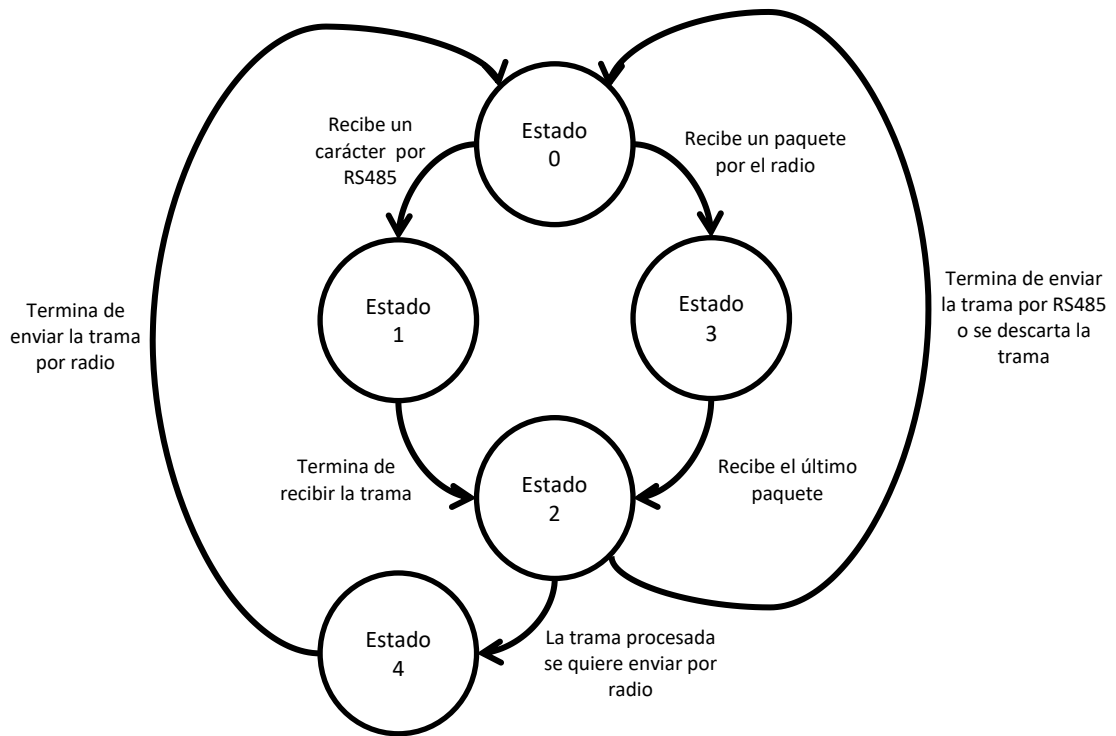 Estado
0
Recibe un
carácter por
RS485
Recibe un paquete
por el radio
Estado
1
Estado
3
Termina de
enviar la trama
por radio
Termina de enviar
la trama por RS485
o se descarta la
trama
Termina de
recibir la trama
Estado
2
Recibe el último
paquete
Estado
4
La trama procesada
se quiere enviar por
radio